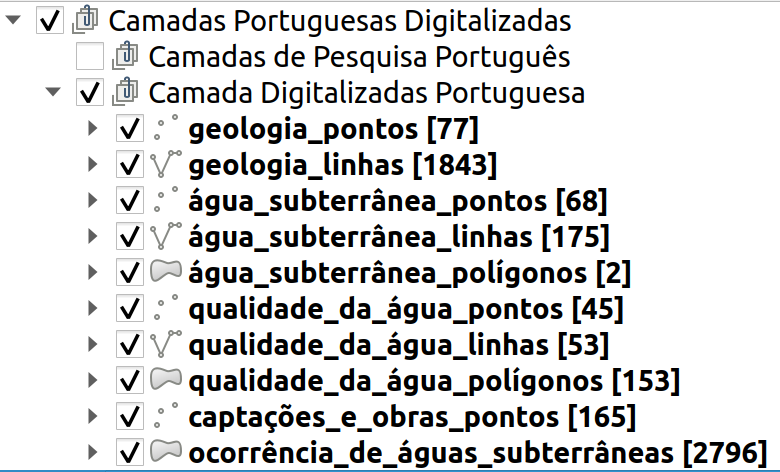 Camadas Portuguesas Digitalizadas
Camadas de Pesquisa Português
Camada Digitalizadas Portuguesa
geologia_pontos [77]
geologia_linhas [1843]
água_subterrânea_pontos [68]
água_subterrânea_linhas [175]
água_subterrânea_polígonos [2]
qualidade_da_água_pontos [45]
qualidade_da_água_linhas [53]
qualidade_da_água_polígonos [153]
captações_e_obras_pontos [165]
ocorrência_de_águas_subterrâneas [2796]